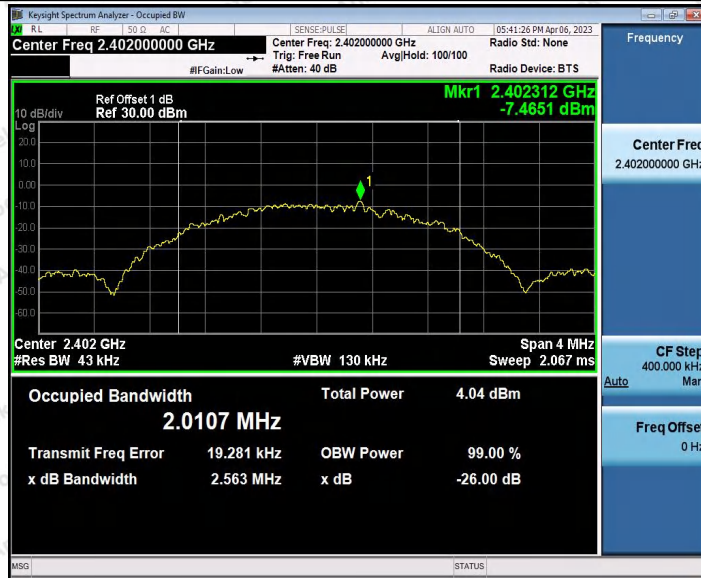 Keysight Spectrum Analyzer - Occupied BW
LXI RL RF 50 Ω AC SENSE:PULSE ALIGN AUTO 05:41:26 PM Apr 06, 2023
Center Freq 2.402000000 GHz
Center Freq: 2.402000000 GHz
Radio Std: None
Trig: Free Run Avg|Hold: 100/100
#IFGain:Low #Atten: 40 dB Radio Device: BTS
Frequency
Ref Offset 1 dB
Mkr1 2.402312 GHz
10 dB/div Ref 30.00 dBm -7.4651 dBm
Log
20.0
10.0
0.00
-10.0
-20.0
-30.0
-40.0
-50.0
-60.0
1
Center Freq
2.402000000 GHz
Center 2.402 GHz Span 4 MHz
#Res BW 43 kHz #VBW 130 kHz Sweep 2.067 ms
CF Step
400.000 kHz
Auto Man
Occupied Bandwidth Total Power 4.04 dBm
2.0107 MHz
Transmit Freq Error 19.281 kHz OBW Power 99.00 %
x dB Bandwidth 2.563 MHz x dB -26.00 dB
Freq Offset
0 Hz
MSG STATUS